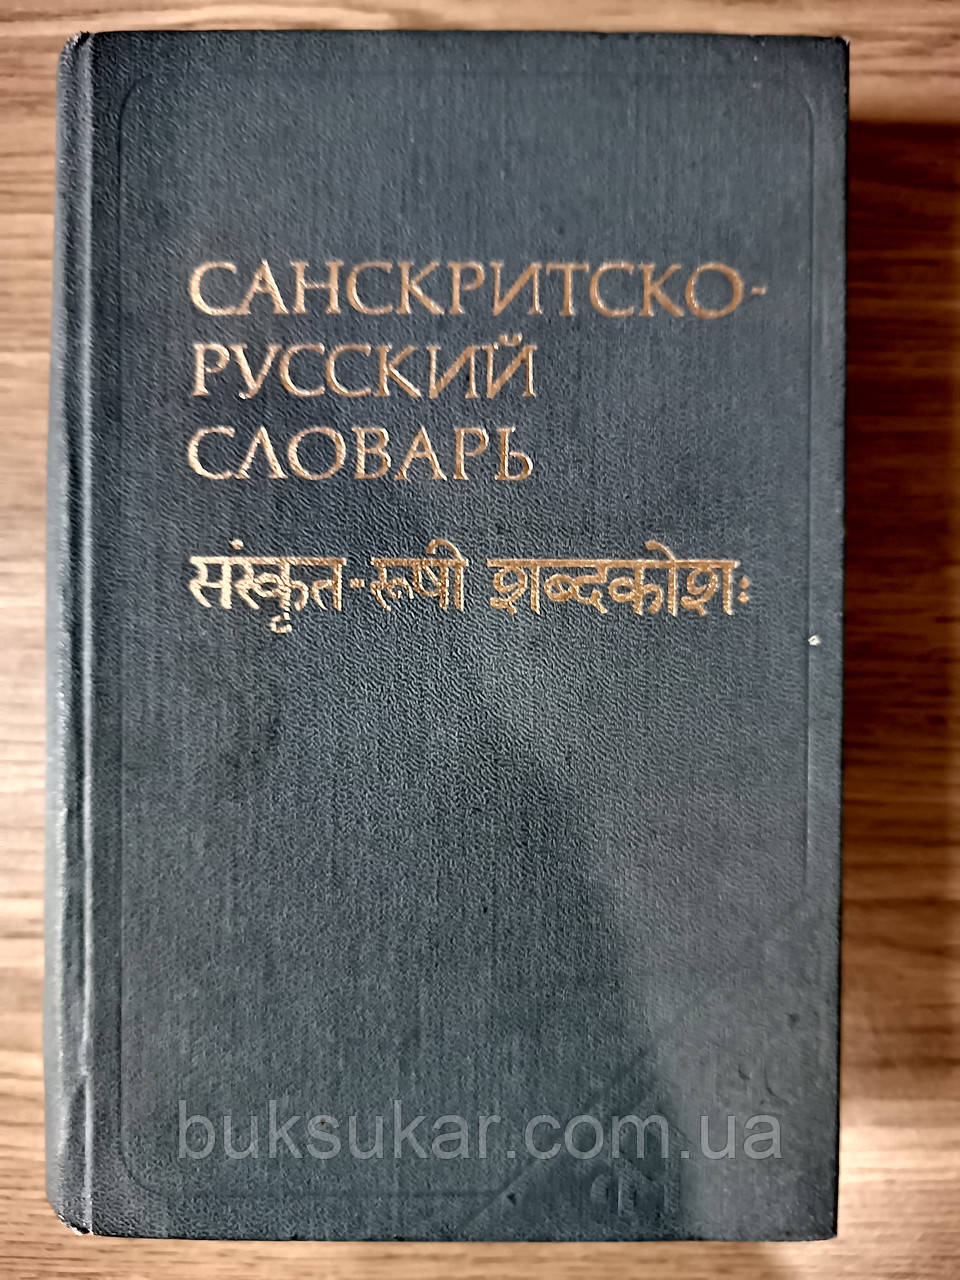 САНСКРИТСКО-
РУССКИЙ
СЛОВАРЬ
संस्कृत-रूषी शब्दकोशः
buksukar.com.ua